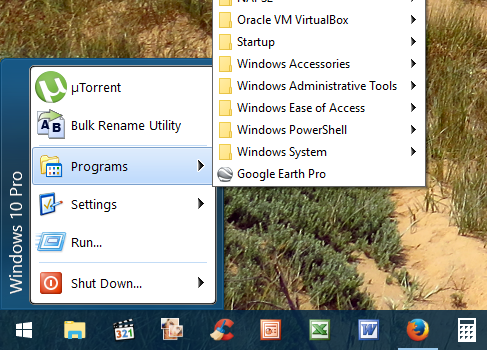 NAPS2
Oracle VM VirtualBox
Startup
Windows Accessories
Windows Administrative Tools
Windows Ease of Access
Windows PowerShell
Windows System
Google Earth Pro
µTorrent
Bulk Rename Utility
Programs
Settings
Run...
Shut Down...
Windows 10 Pro
321